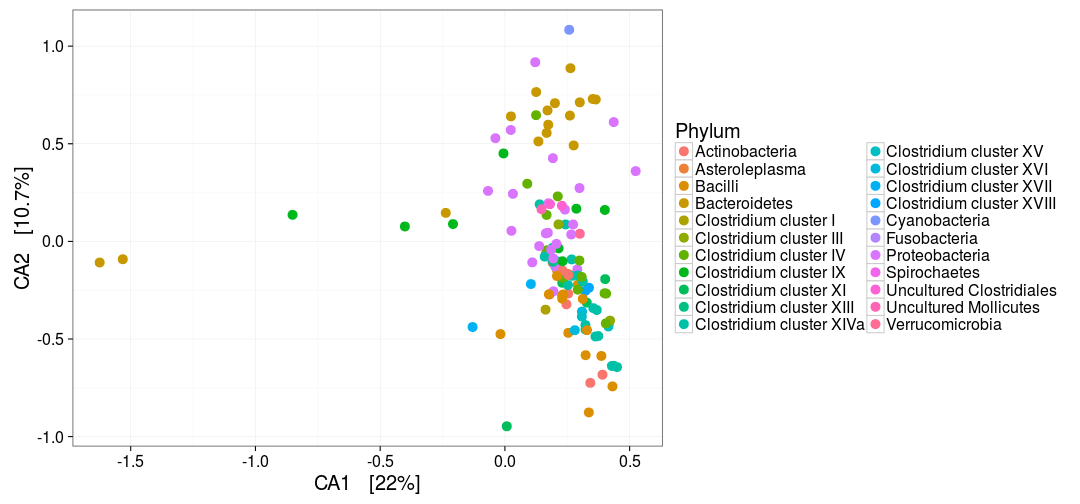 1.0
0.5
0.0
-0.5
-1.0
CA2 [10.7%]
-1.5
-1.0
-0.5
0.0
0.5
CA1 [22%]
Phylum
Actinobacteria
Asteroleplasma
Bacilli
Bacteroidetes
Clostridium cluster I
Clostridium cluster III
Clostridium cluster IV
Clostridium cluster IX
Clostridium cluster XI
Clostridium cluster XIII
Clostridium cluster XIVa
Clostridium cluster XV
Clostridium cluster XVI
Clostridium cluster XVII
Clostridium cluster XVIII
Cyanobacteria
Fusobacteria
Proteobacteria
Spirochaetes
Uncultured Clostridiales
Uncultured Mollicutes
Verrucomicrobia